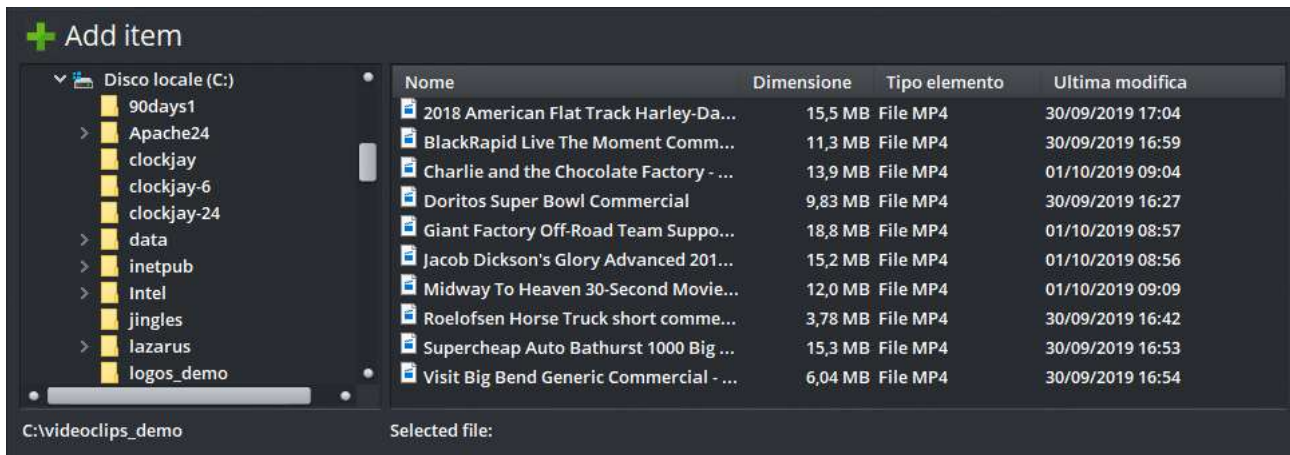 Add item
Disco locale (C:)
90days1
Apache24
clockjay
clockjay-6
clockjay-24
data
inetpub
Intel
jingles
lazarus
logos_demo
C:\videoclips_demo
Nome Dimensione Tipo elemento Ultima modifica
2018 American Flat Track Harley-Da... 15,5 MB File MP4 30/09/2019 17:04
BlackRapid Live The Moment Comm... 11,3 MB File MP4 30/09/2019 16:59
Charlie and the Chocolate Factory - ... 13,9 MB File MP4 01/10/2019 09:04
Doritos Super Bowl Commercial 9,83 MB File MP4 30/09/2019 16:27
Giant Factory Off-Road Team Suppo... 18,8 MB File MP4 01/10/2019 08:57
Jacob Dickson's Glory Advanced 201... 15,2 MB File MP4 01/10/2019 08:56
Midway To Heaven 30-Second Movie... 12,0 MB File MP4 01/10/2019 09:09
Roelofsen Horse Truck short comme... 3,78 MB File MP4 30/09/2019 16:42
Supercheap Auto Bathurst 1000 Big ... 15,3 MB File MP4 30/09/2019 16:53
Visit Big Bend Generic Commercial - ... 6,04 MB File MP4 30/09/2019 16:54
Selected file: